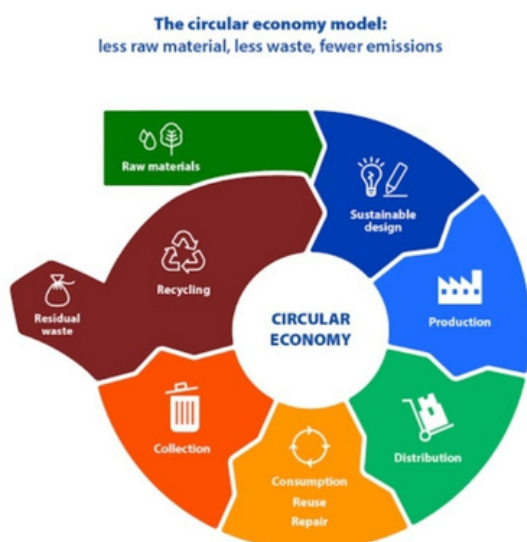 The circular economy model:
less raw material, less waste, fewer emissions
Raw materials
Sustainable
design
Production
Distribution
Consumption
Reuse
Repair
Collection
Recycling
Residual
waste
CIRCULAR
ECONOMY